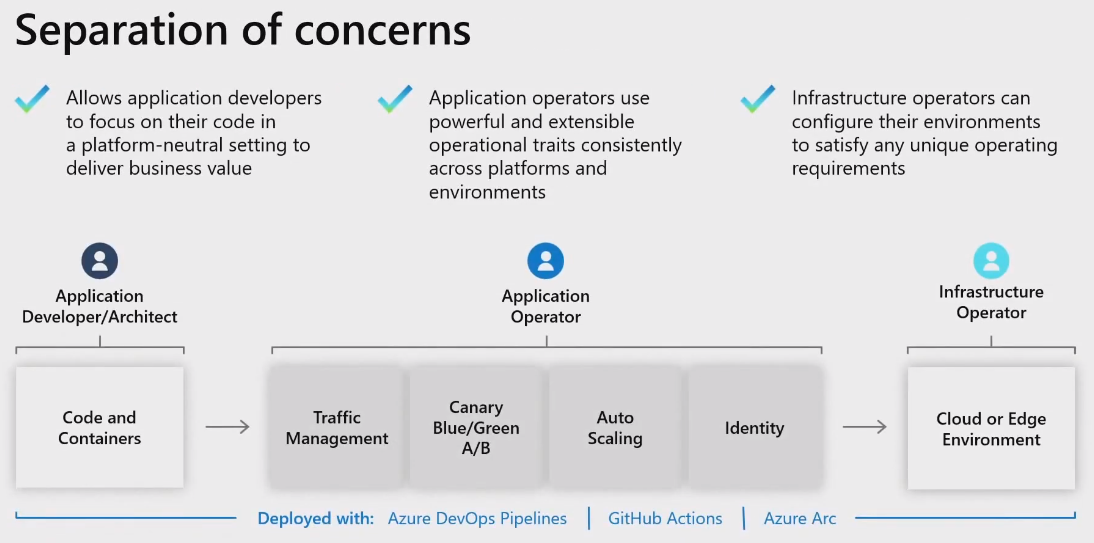 Separation of concerns
Allows application developers
to focus on their code in
a platform-neutral setting to
deliver business value
Application operators use
powerful and extensible
operational traits consistently
across platforms and
environments
Infrastructure operators can
configure their environments
to satisfy any unique operating
requirements
Application
Developer/Architect
Application
Operator
Infrastructure
Operator
Code and
Containers
Traffic
Management
Canary
Blue/Green
A/B
Auto
Scaling
Identity
Cloud or Edge
Environment
Deployed with: Azure DevOps Pipelines | GitHub Actions | Azure Arc